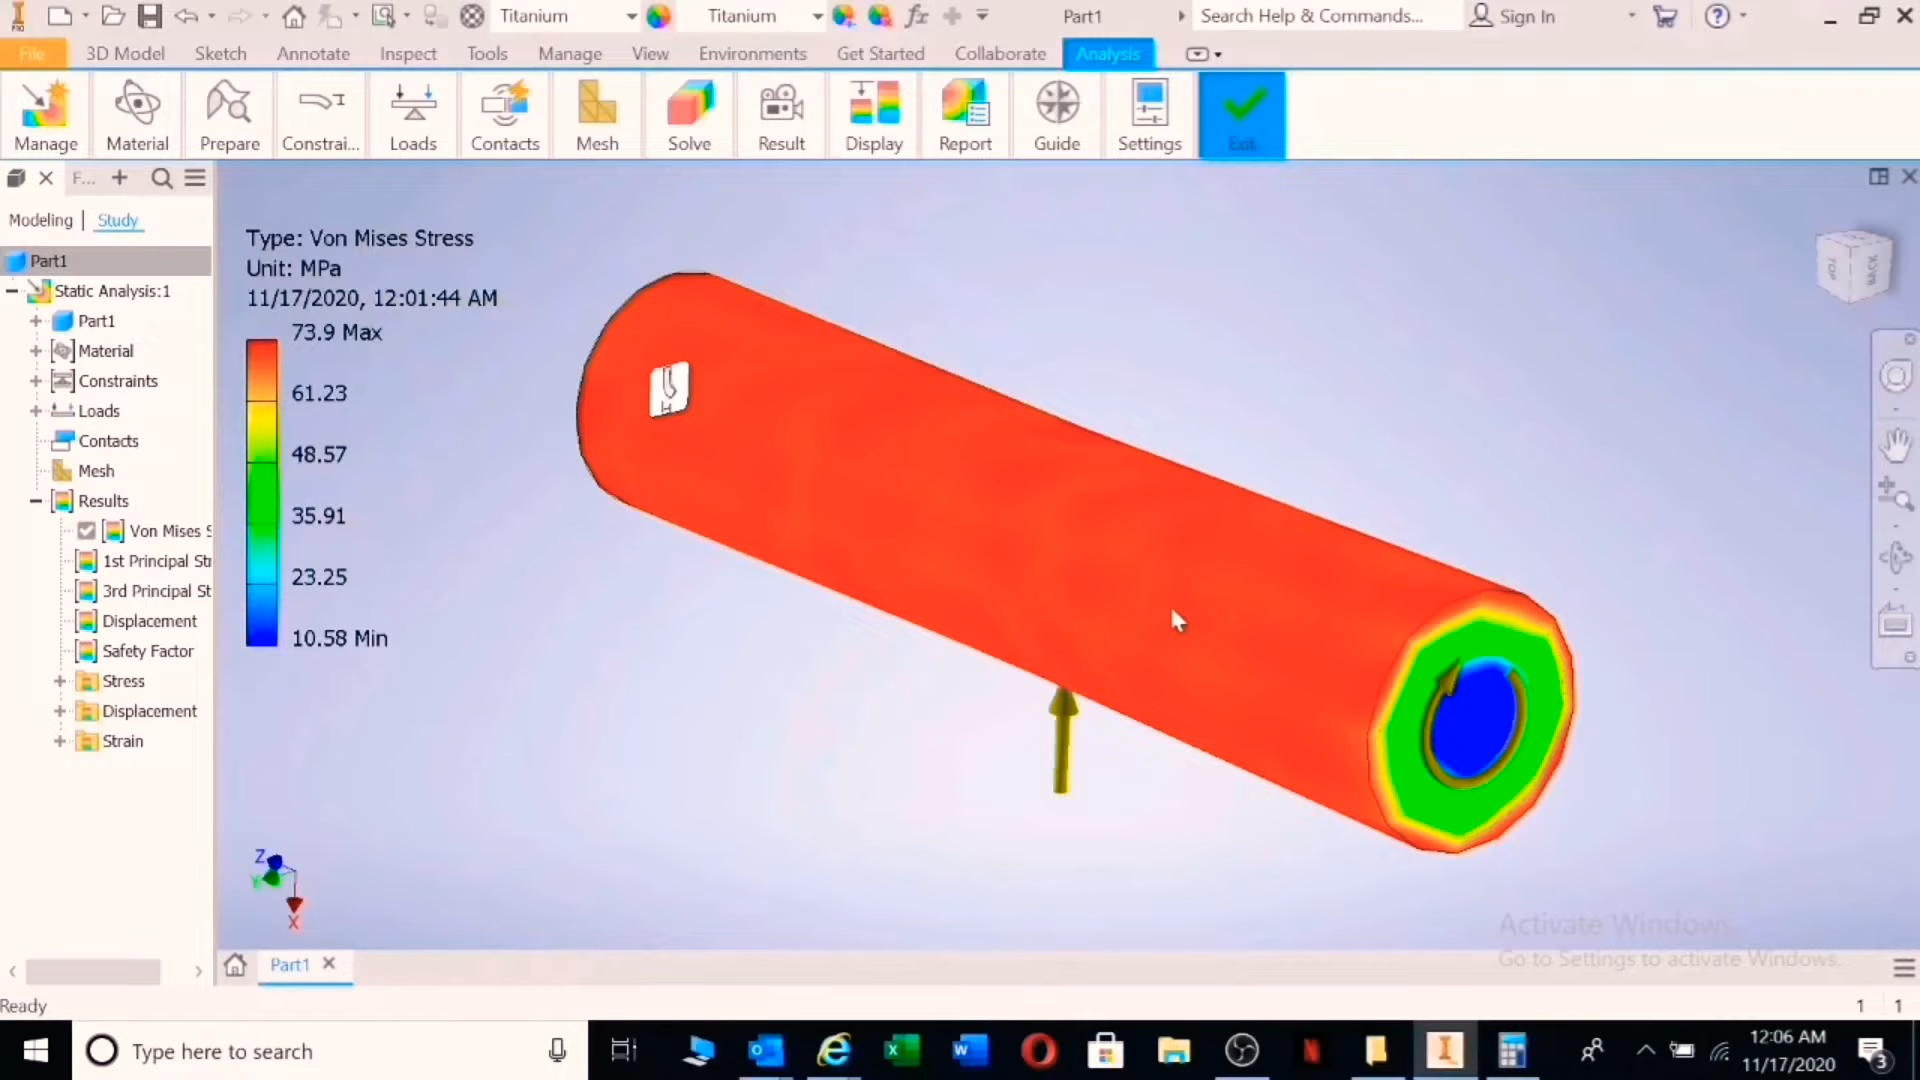 Titanium
Titanium
fx
Part1
Search Help & Commands...
Sign In
File
3D Model
Sketch
Annotate
Inspect
Tools
Manage
View
Environments
Get Started
Collaborate
Analysis
Manage
Material
Prepare
Constrai...
Loads
Contacts
Mesh
Solve
Result
Display
Report
Guide
Settings
Exit
F...
Modeling
Study
Part1
Static Analysis:1
Part1
Material
Constraints
Loads
Contacts
Mesh
Results
Von Mises S
1st Principal Str
3rd Principal St
Displacement
Safety Factor
Stress
Displacement
Strain
Type: Von Mises Stress
Unit: MPa
11/17/2020, 12:01:44 AM
73.9 Max
61.23
48.57
35.91
23.25
10.58 Min
TOP
BACK
Z
Y
X
Activate Windows
Go to Settings to activate Windows.
Part1
Ready
1 1
Type here to search
12:06 AM
11/17/2020
3